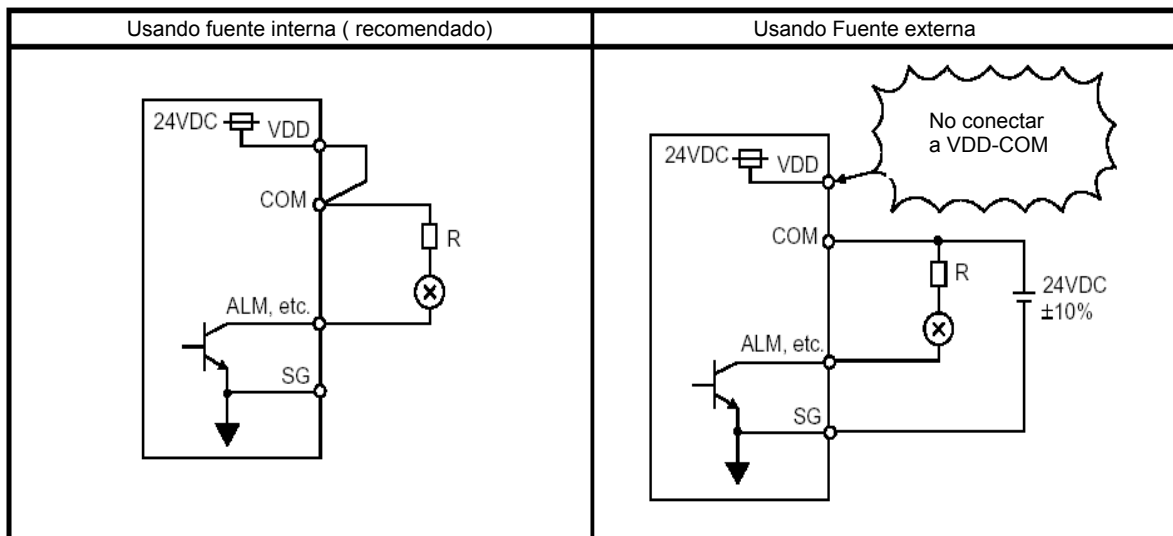 Usando fuente interna ( recomendado)
Usando Fuente externa
24VDC
VDD
COM
R
ALM, etc.
SG
No conectar
a VDD-COM
24VDC
VDD
COM
R
24VDC
±10%
ALM, etc.
SG